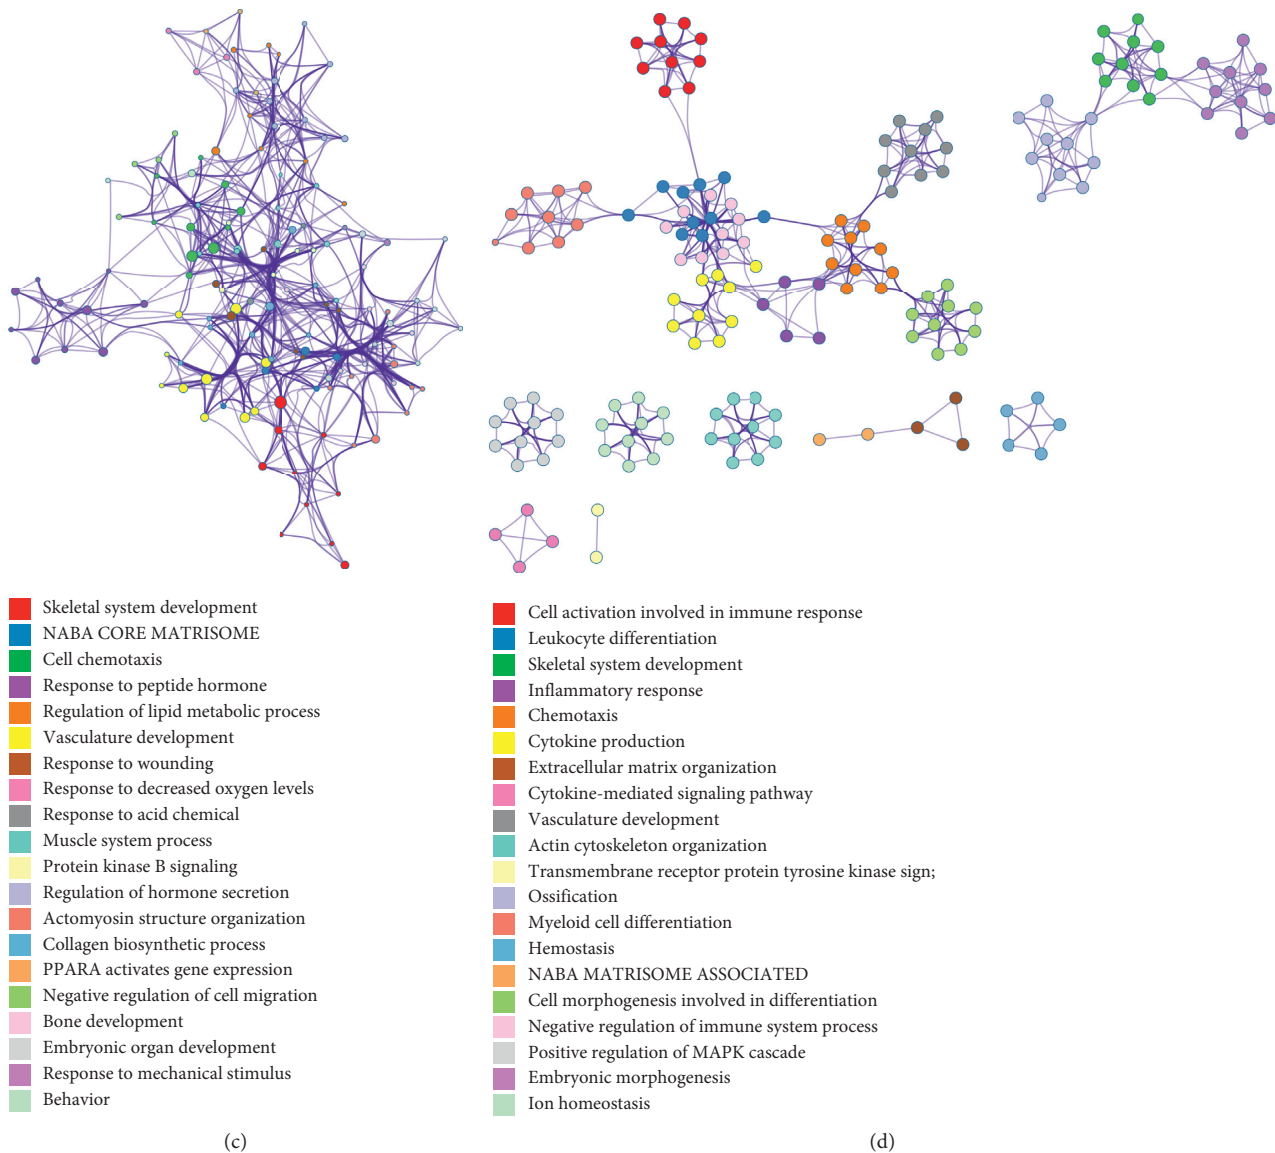 Skeletal system development
NABA CORE MATRISOME
Cell chemotaxis
Response to peptide hormone
Regulation of lipid metabolic process
Vasculature development
Response to wounding
Response to decreased oxygen levels
Response to acid chemical
Muscle system process
Protein kinase B signaling
Regulation of hormone secretion
Actomyosin structure organization
Collagen biosynthetic process
PPARA activates gene expression
Negative regulation of cell migration
Bone development
Embryonic organ development
Response to mechanical stimulus
Behavior
(c)
Cell activation involved in immune response
Leukocyte differentiation
Skeletal system development
Inflammatory response
Chemotaxis
Cytokine production
Extracellular matrix organization
Cytokine-mediated signaling pathway
Vasculature development
Actin cytoskeleton organization
Transmembrane receptor protein tyrosine kinase sign;
Ossification
Myeloid cell differentiation
Hemostasis
NABA MATRISOME ASSOCIATED
Cell morphogenesis involved in differentiation
Negative regulation of immune system process
Positive regulation of MAPK cascade
Embryonic morphogenesis
Ion homeostasis
(d)